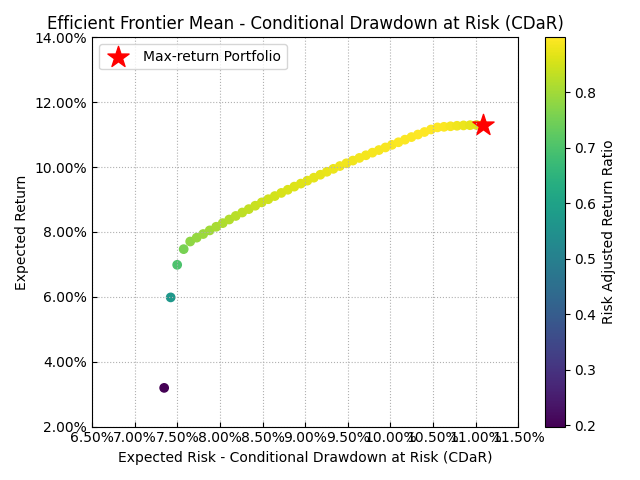 Efficient Frontier Mean - Conditional Drawdown at Risk (CDaR)
14.00%
12.00%
10.00%
8.00%
6.00%
4.00%
2.00%
Expected Return
Max-return Portfolio
6.50% 7.00% 7.50% 8.00% 8.50% 9.00% 9.50% 10.00% 10.50% 11.00% 11.50%
Expected Risk - Conditional Drawdown at Risk (CDaR)
0.8
0.7
0.6
0.5
0.4
0.3
0.2
Risk Adjusted Return Ratio